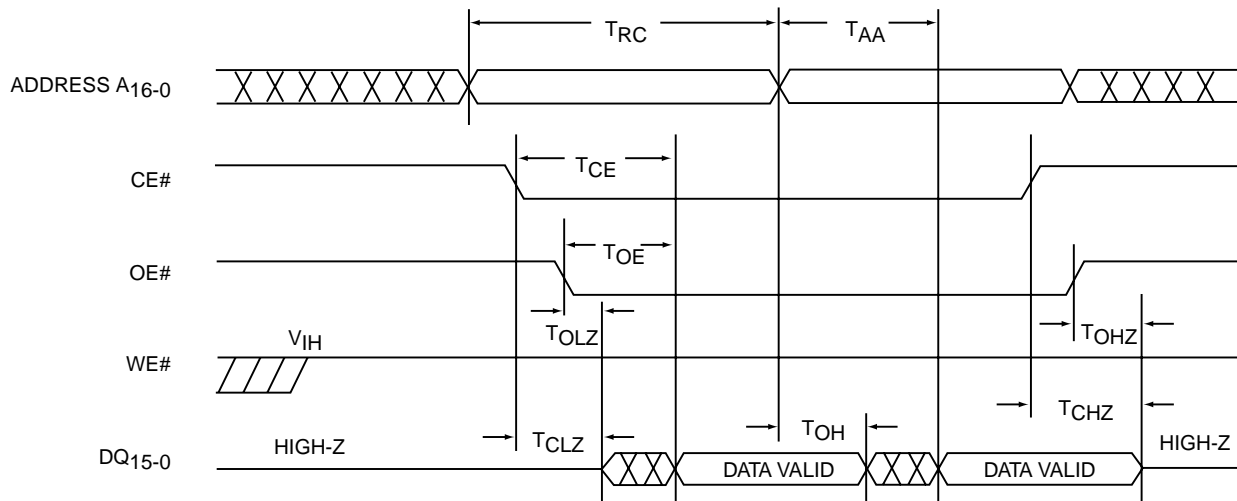 TRC TAA
ADDRESS A16-0
TCE
CE#
TOE
OE#
TOLZ TOHZ
VIH
WE#
TCHZ
TCLZ TOH
HIGH-Z HIGH-Z
DQ15-0 DATA VALID DATA VALID